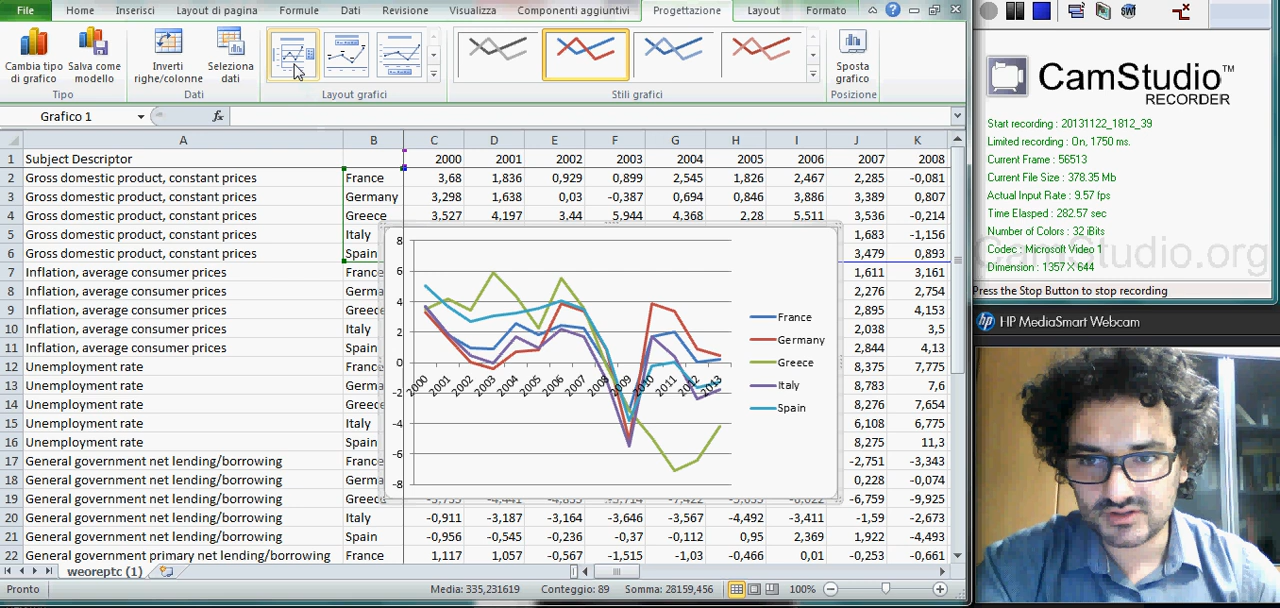 File Home Inserisci Layout di pagina Formule Dati Revisione Visualizza Componenti aggiuntivi Progettazione Layout Formato
Cambia tipo di grafico Salva come modello Inverti righe/colonne Seleziona dati Sposta grafico
Tipo Dati Layout grafici Stili grafici Posizione
Grafico 1 fx
A B C D E F G H I J K
1 Subject Descriptor 2000 2001 2002 2003 2004 2005 2006 2007 2008
2 Gross domestic product, constant prices France 3,68 1,836 0,929 0,899 2,545 1,826 2,467 2,285 -0,081
3 Gross domestic product, constant prices Germany 3,298 1,638 0,03 -0,387 0,694 0,846 3,886 3,389 0,807
4 Gross domestic product, constant prices Greece 3,527 4,197 3,44 5,944 4,368 2,28 5,511 3,536 -0,214
5 Gross domestic product, constant prices Italy 1,683 -1,156
6 Gross domestic product, constant prices Spain 3,479 0,893
7 Inflation, average consumer prices 1,611 3,161
8 Inflation, average consumer prices 2,276 2,754
9 Inflation, average consumer prices 2,895 4,153
10 Inflation, average consumer prices Italy 2,038 3,5
11 Inflation, average consumer prices 2,844 4,13
12 Unemployment rate 8,375 7,775
13 Unemployment rate 8,783 7,6
14 Unemployment rate 8,276 7,654
15 Unemployment rate Italy 6,108 6,775
16 Unemployment rate Spain 8,275 11,3
17 General government net lending/borrowing -2,751 -3,343
18 General government net lending/borrowing 0,228 -0,074
19 General government net lending/borrowing -6,759 -9,925
20 General government net lending/borrowing Italy -0,911 -3,187 -3,164 -3,646 -3,567 -4,492 -3,411 -1,59 -2,673
21 General government net lending/borrowing Spain 0,956 -0,545 -0,236 -0,37 -0,112 0,95 2,369 1,922 -4,493
22 General government primary net lending/borrowing France 1,117 1,057 -0,567 -1,515 -1,03 -0,466 0,01 -0,253 -0,661
8
6
4
2
0
-2
-4
-6
-8
2000 2001 2002 2003 2004 2005 2006 2007 2008 2009 2010 2011 2012 2013
France
Germany
Greece
Italy
Spain
weoreptc (1)
Pronto Media: 335,231619 Conteggio: 89 Somma: 28159,456 100%
SWF
CamStudio™
RECORDER
Start recording : 20131122_1812_39
Limited recording : On, 1750 ms.
Current Frame : 56513
Current File Size : 378.35 Mb
Actual Input Rate : 9.57 fps
Time Elasped : 282.57 sec
Number of Colors : 32 iBits
Codec : Microsoft Video 1
Dimension : 1357 X 644
CamStudio.org
Press the Stop Button to stop recording
hp HP MediaSmart Webcam